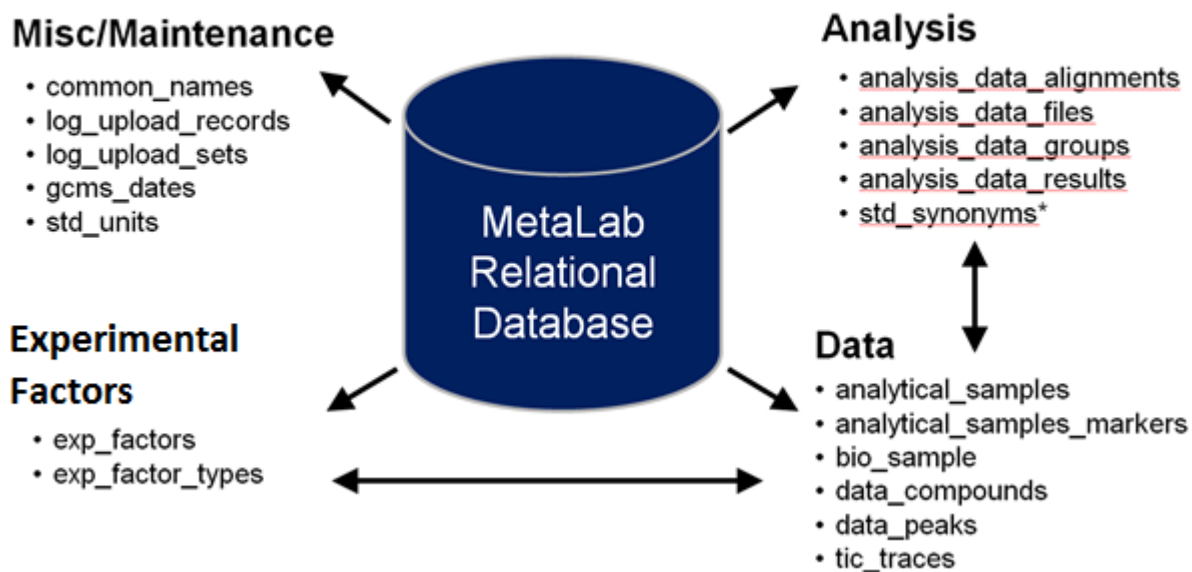 Misc/Maintenance
• common_names
• log_upload_records
• log_upload_sets
• gcms_dates
• std_units
Analysis
• analysis_data_alignments
• analysis_data_files
• analysis_data_groups
• analysis_data_results
• std_synonyms*
MetaLab
Relational
Database
Experimental
Factors
• exp_factors
• exp_factor_types
Data
• analytical_samples
• analytical_samples_markers
• bio_sample
• data_compounds
• data_peaks
• tic_traces